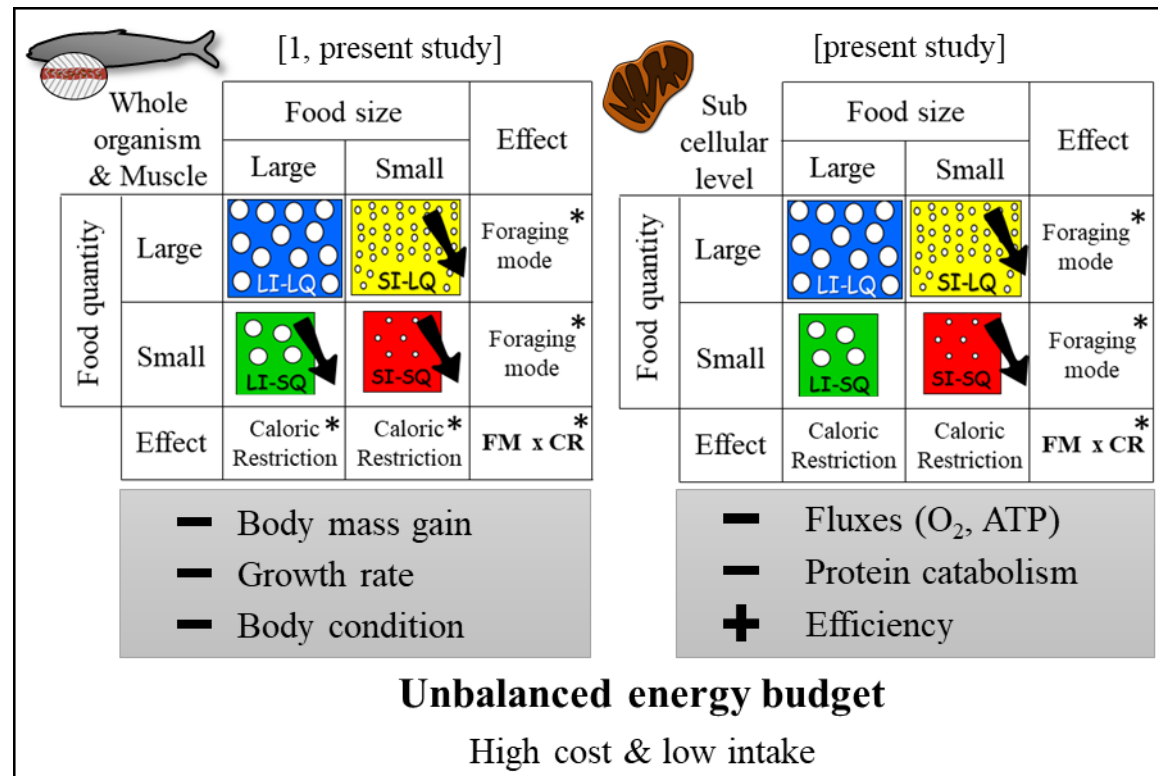 [1, present study]
Whole
organism
& Muscle
Food size
Effect
Large
Small
Food quantity
Large
LI-LQ
SI-LQ
Foraging*
mode
Small
LI-SQ
SI-SQ
Foraging*
mode
Effect
Caloric*
Restriction
Caloric*
Restriction
*
FM x CR
− Body mass gain
− Growth rate
− Body condition
[present study]
Sub
cellular
level
Food size
Effect
Large
Small
Food quantity
Large
LI-LQ
SI-LQ
Foraging*
mode
Small
LI-SQ
SI-SQ
Foraging*
mode
Effect
Caloric
Restriction
Caloric
Restriction
*
FM x CR
− Fluxes (O₂, ATP)
− Protein catabolism
+ Efficiency
Unbalanced energy budget
High cost & low intake